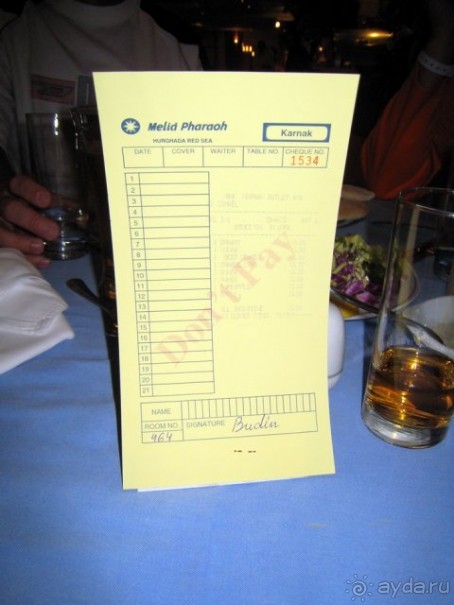 Melia Pharaoh
HURGHADA RED SEA
Karnak
DATE COVER WAITER TABLE NO. CHEQUE NO.
1534
1
2
3
4
5
6
7
8
9
10
11
12
13
14
15
16
17
18
19
20
21
Don't Pay
NAME
ROOM NO. SIGNATURE Budin
464
ayda.ru